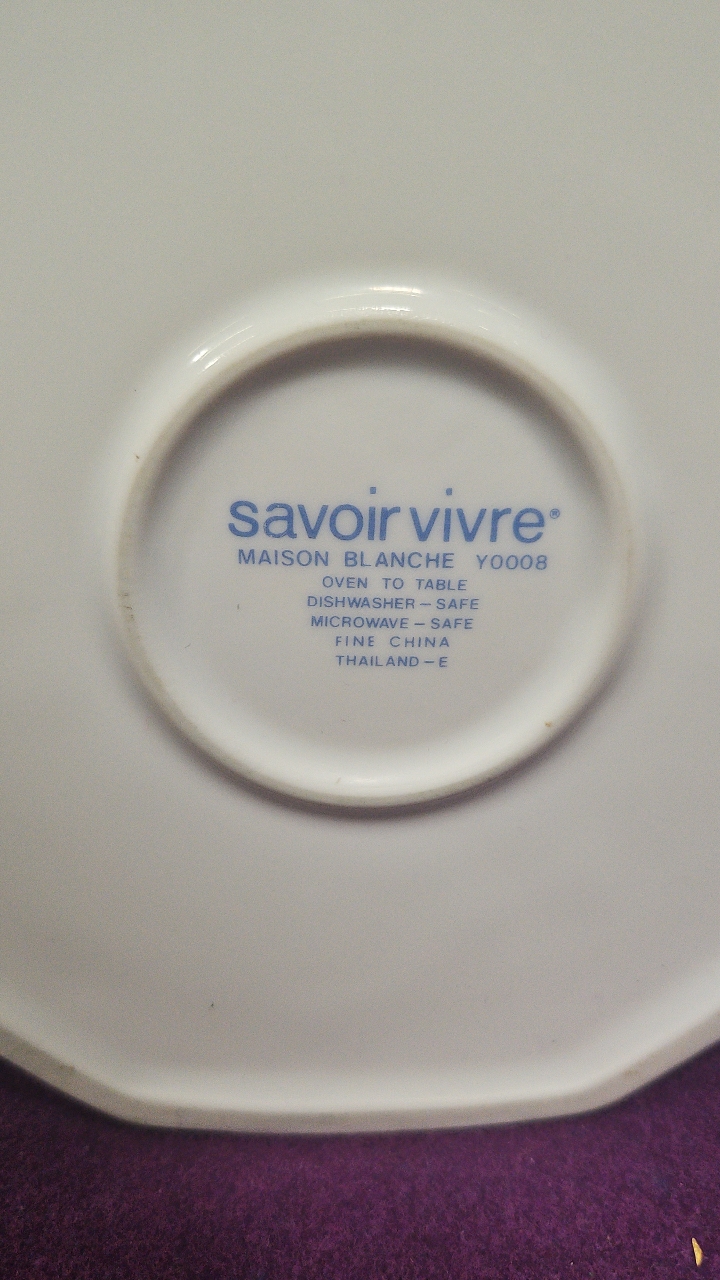 savoir vivre®
MAISON BLANCHE Y0008
OVEN TO TABLE
DISHWASHER – SAFE
MICROWAVE – SAFE
FINE CHINA
THAILAND – E